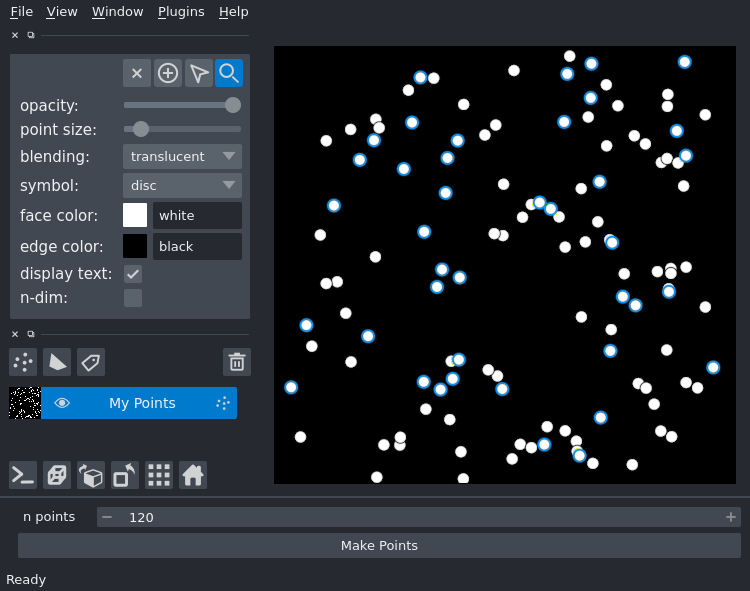 File View Window Plugins Help
opacity:
point size:
blending: translucent
symbol: disc
face color: white
edge color: black
display text:
n-dim:
My Points
n points 120
Make Points
Ready